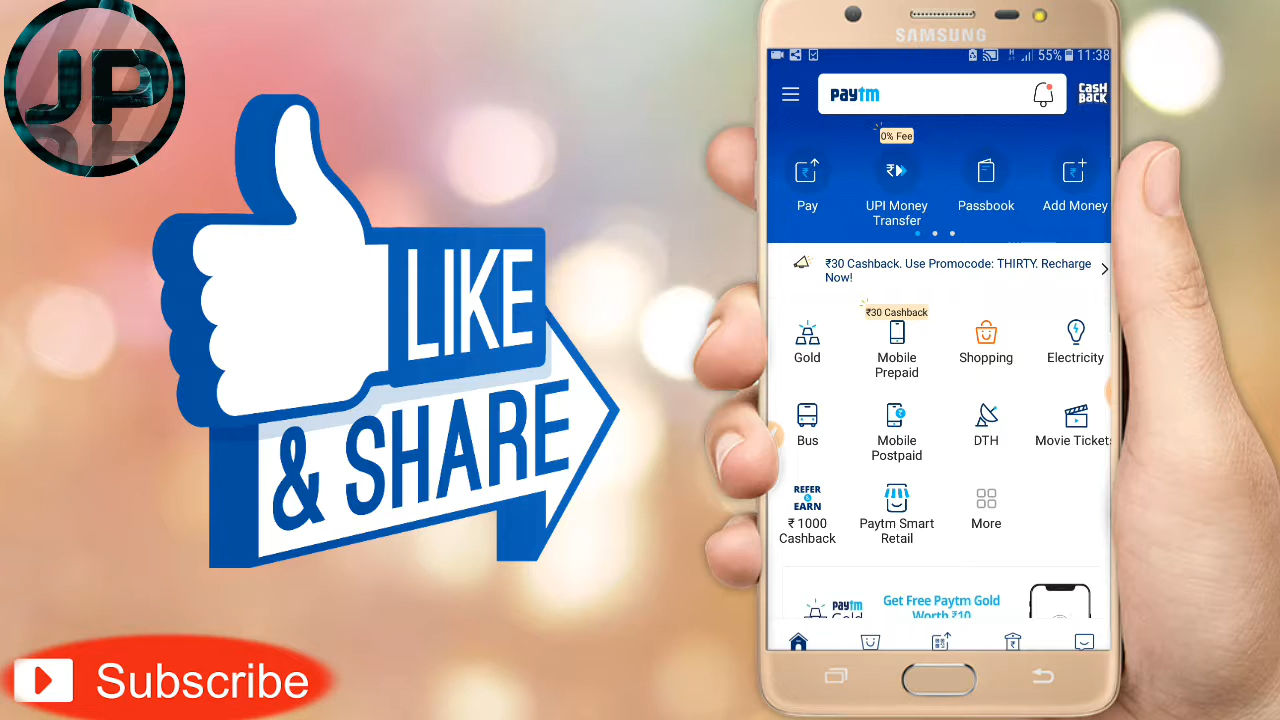 JP
LIKE
& SHARE
Subscribe
SAMSUNG
55% 11:38
paytm
CASH
BACK
0% Fee
Pay
UPI Money
Transfer
Passbook
Add Money
₹30 Cashback. Use Promocode: THIRTY. Recharge
Now!
₹30 Cashback
Gold
Mobile
Prepaid
Shopping
Electricity
Bus
Mobile
Postpaid
DTH
Movie Tickets
REFER
&
EARN
₹ 1000
Cashback
Paytm Smart
Retail
More
paytm
Gold
Get Free Paytm Gold
Worth ₹10